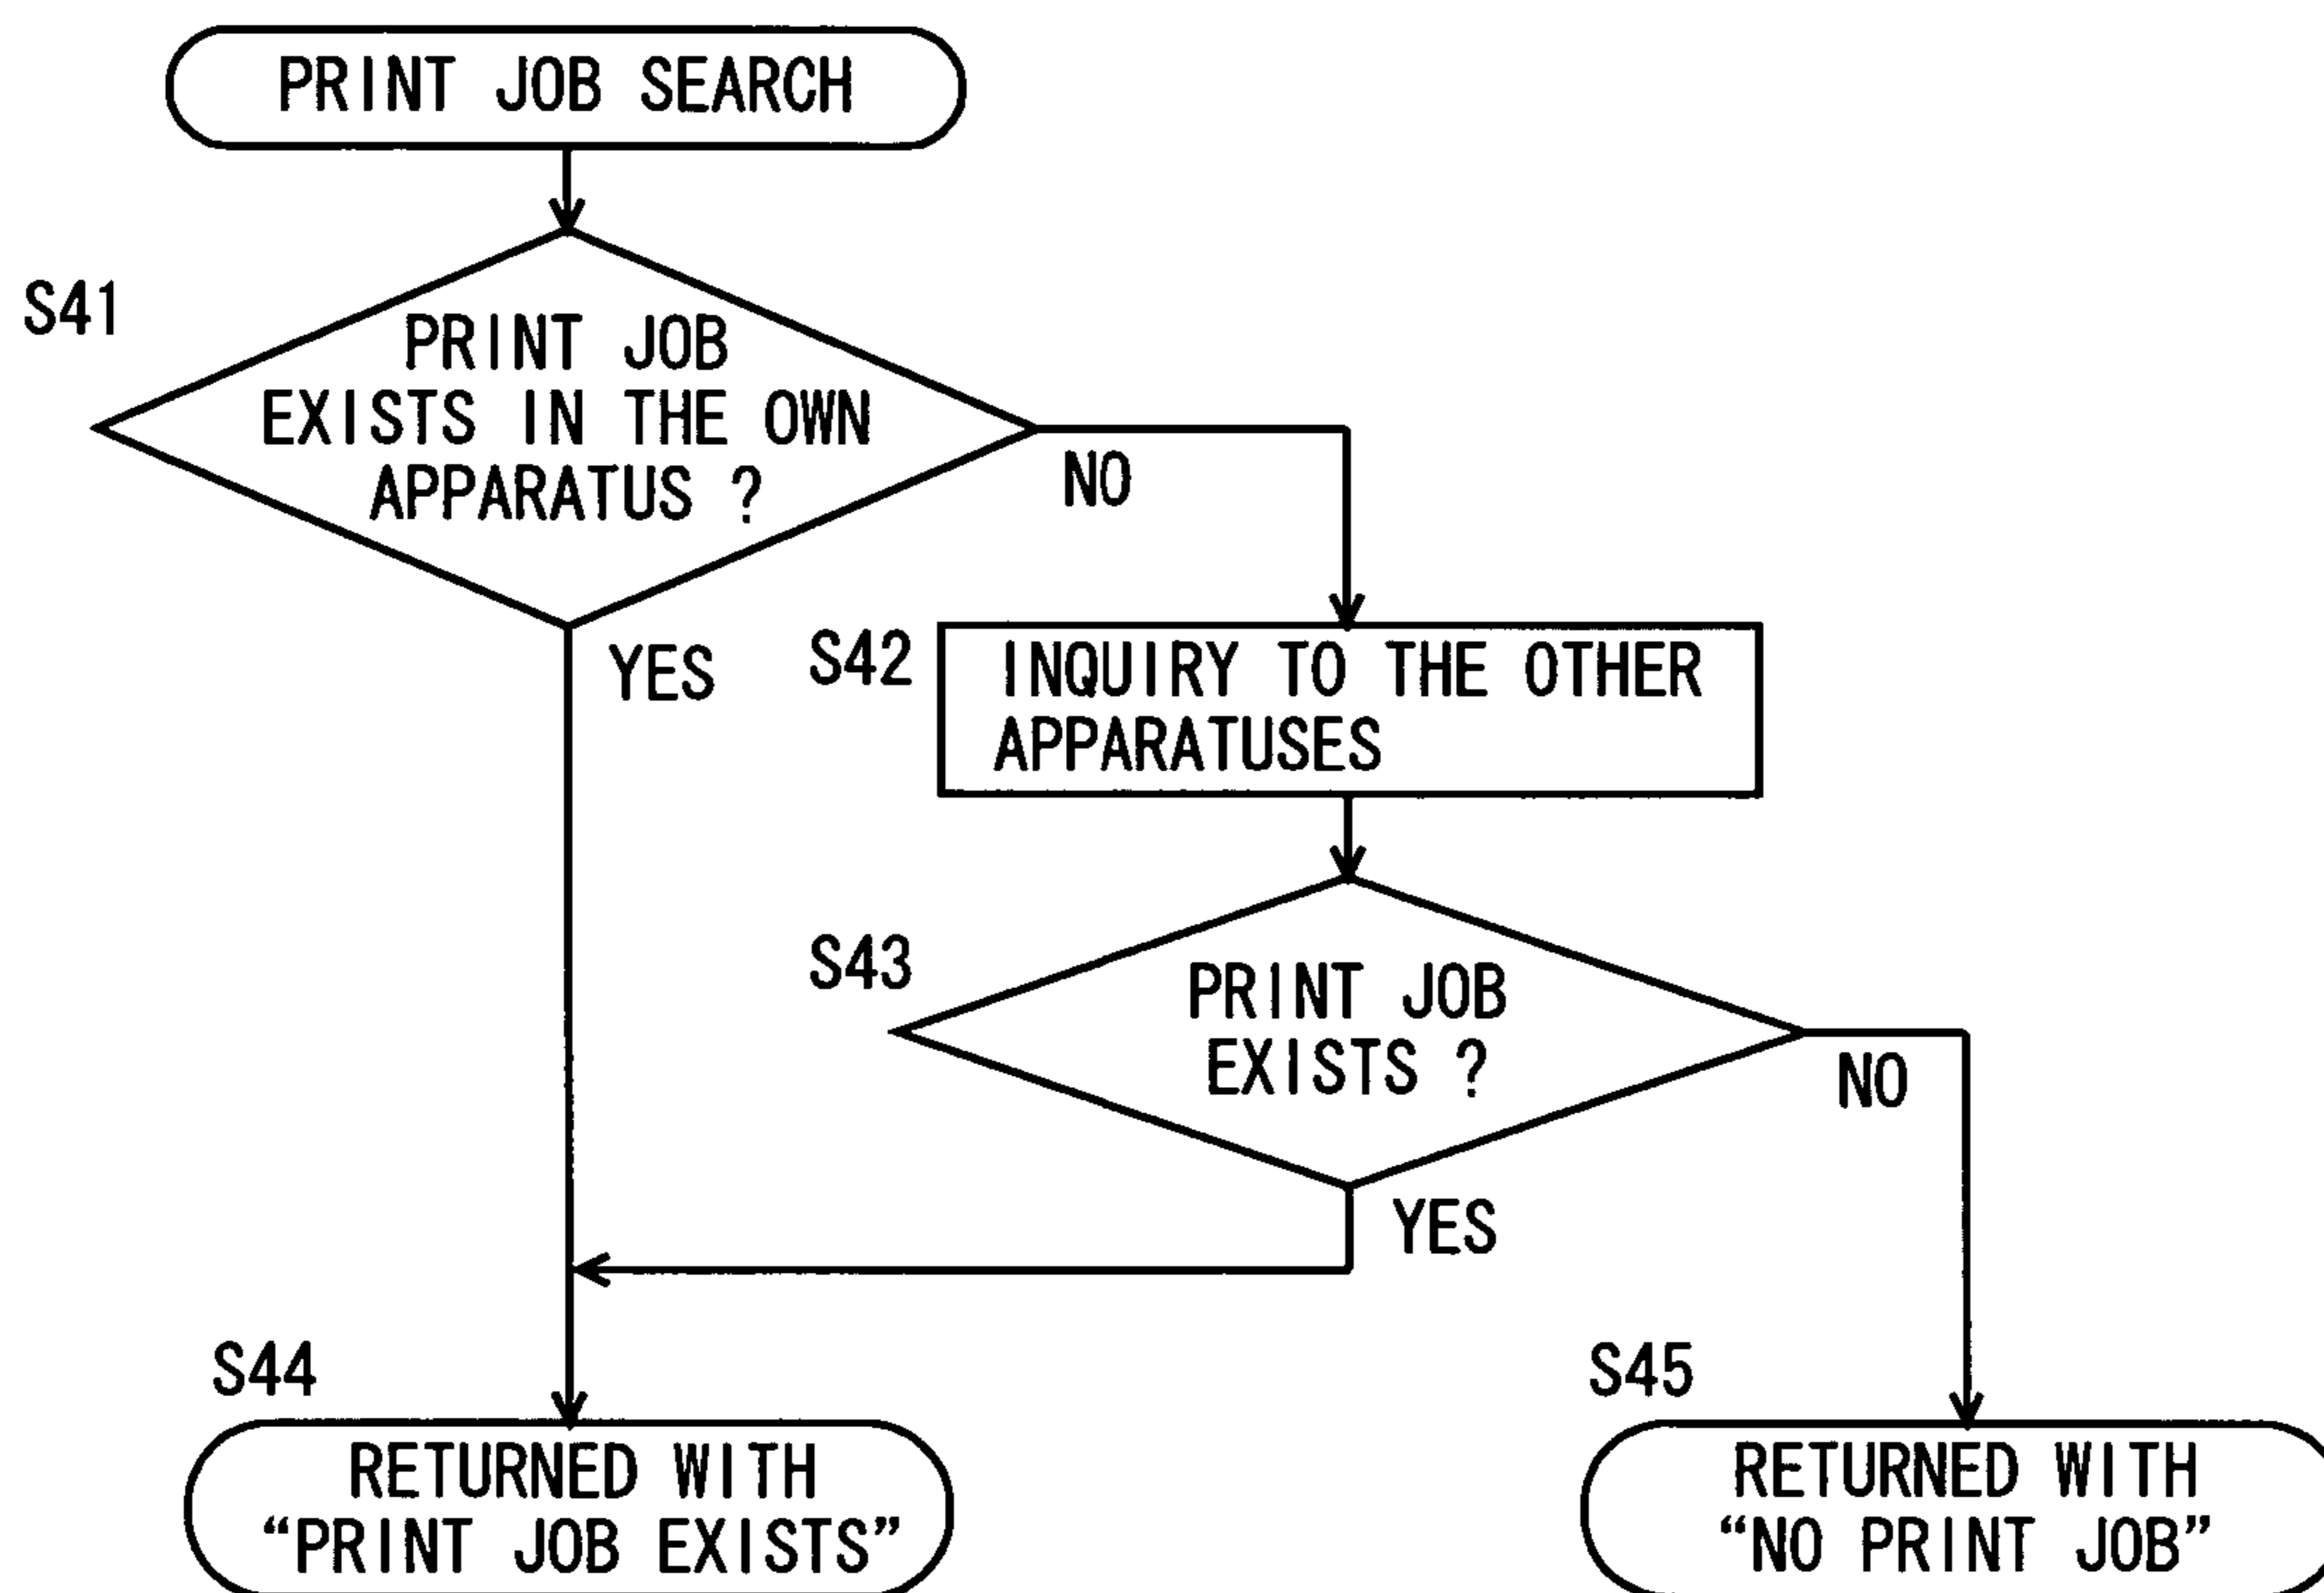 PRINT JOB SEARCH
S41
PRINT JOB
EXISTS IN THE OWN
APPARATUS ?
NO
YES
S42
INQUIRY TO THE OTHER
APPARATUSES
S43
PRINT JOB
EXISTS ?
NO
YES
S44
RETURNED WITH
“PRINT JOB EXISTS”
S45
RETURNED WITH
“NO PRINT JOB”